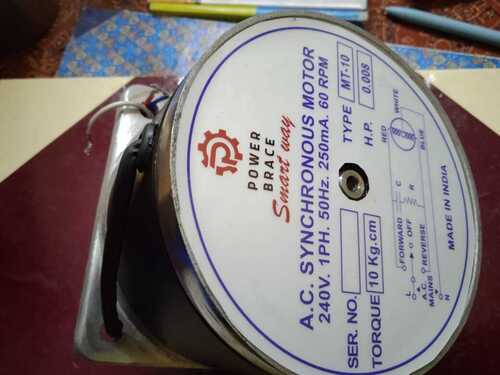 POWER
BRACE
Smart way
A.C. SYNCHRONOUS MOTOR
240V. 1PH. 50Hz. 250mA. 60 RPM
TYPE MT-10
SER. NO.
H.P. 0.008
TORQUE 10 Kg.cm
RED
WHITE
BLUE
C
R
FORWARD
OFF
REVERSE
L
A.C.
MAINS
N
MADE IN INDIA